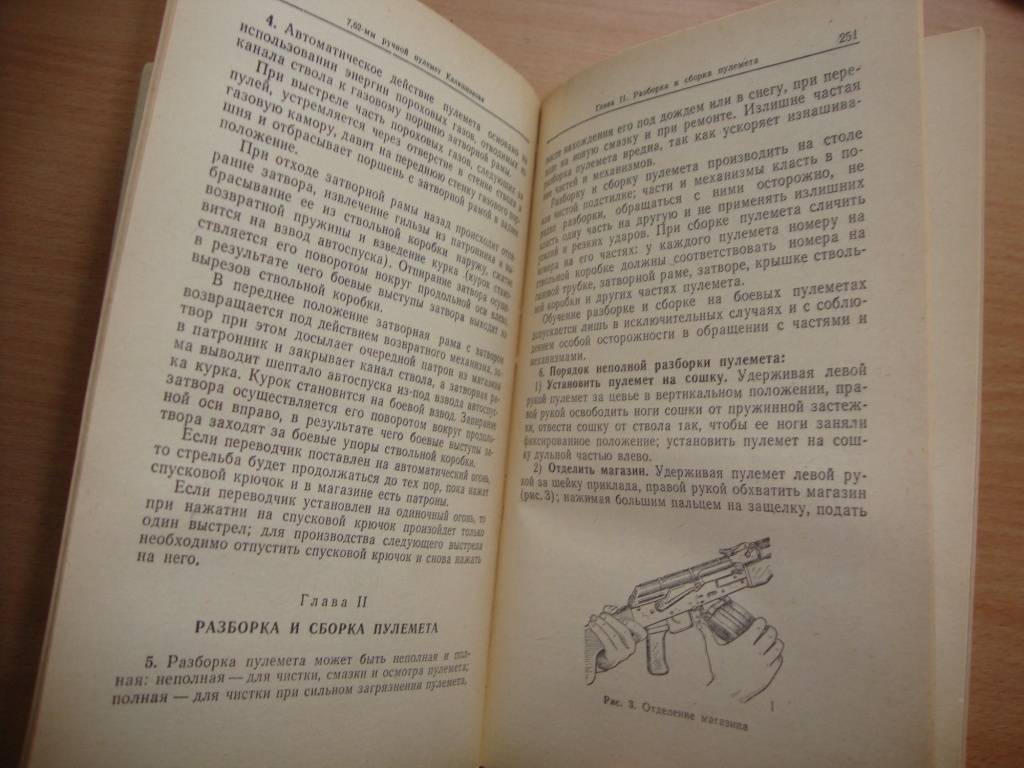 7,62-мм ручной пулемет Калашникова
4. Автоматическое действие пулемета основано на
использовании энергии пороховых газов, отводимых из
канала ствола к газовому поршню затворной рамы.
При выстреле часть пороховых газов, следующих за
пулей, устремляется через отверстие в стенке ствола в
газовую камору, давит на переднюю стенку газового пор-
шня и отбрасывает поршень с затворной рамой в заднее
положение.
При отходе затворной рамы назад происходит отпи-
рание затвора, извлечение гильзы из патронника и вы-
брасывание ее из ствольной коробки наружу, сжатие
возвратной пружины и взведение курка (курок стано-
вится на взвод автоспуска). Отпирание затвора осуще-
ствляется его поворотом вокруг продольной оси влево,
в результате чего боевые выступы затвора выходят из
вырезов ствольной коробки.
В переднее положение затворная рама с затвором
возвращается под действием возвратного механизма, за-
твор при этом досылает очередной патрон из магазина
в патронник и закрывает канал ствола, а затворная ра-
ма выводит шептало автоспуска из-под взвода автоспус-
ка курка. Курок становится на боевой взвод. Запирание
затвора осуществляется его поворотом вокруг продоль-
ной оси вправо, в результате чего боевые выступы за-
твора заходят за боевые упоры ствольной коробки.
Если переводчик поставлен на автоматический огонь,
то стрельба будет продолжаться до тех пор, пока нажат
спусковой крючок и в магазине есть патроны.
Если переводчик установлен на одиночный огонь, то
при нажатии на спусковой крючок произойдет только
один выстрел; для производства следующего выстрела
необходимо отпустить спусковой крючок и снова нажать
на него.
Глава II
РАЗБОРКА И СБОРКА ПУЛЕМЕТА
5. Разборка пулемета может быть неполная и пол-
ная: неполная — для чистки, смазки и осмотра пулемета;
полная — для чистки при сильном загрязнении пулемета,
Глава II. Разборка и сборка пулемета
251
нахождения его под дождем или в снегу, при пере-
на новую смазку и при ремонте. Излишне частая
разборка пулемета вредна, так как ускоряет изнашива-
частей и механизмов.
Разборку и сборку пулемета производить на столе
чистой подстилке; части и механизмы класть в по-
разборки, обращаться с ними осторожно, не
класть одну часть на другую и не применять излишних
и резких ударов. При сборке пулемета сличить
номера на его частях: у каждого пулемета номеру на
ствольной коробке должны соответствовать номера на
газовой трубке, затворной раме, затворе, крышке стволь-
ной коробки и других частях пулемета.
Обучение разборке и сборке на боевых пулеметах
допускается лишь в исключительных случаях и с соблю-
дением особой осторожности в обращении с частями и
механизмами.
6. Порядок неполной разборки пулемета:
1) Установить пулемет на сошку. Удерживая левой
рукой пулемет за цевье в вертикальном положении, пра-
вой рукой освободить ноги сошки от пружинной застеж-
ки, отвести сошку от ствола так, чтобы ее ноги заняли
фиксированное положение; установить пулемет на сош-
ку дульной частью влево.
2) Отделить магазин. Удерживая пулемет левой ру-
кой за шейку приклада, правой рукой обхватить магазин
(рис. 3); нажимая большим пальцем на защелку, подать
1
Рис. 3. Отделение магазина